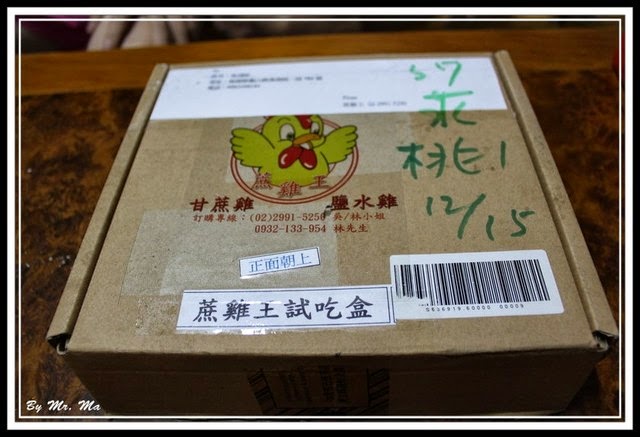 57
蔗雞王
甘蔗雞 鹽水雞
訂購專線：(02)2991-5250 吳/林小姐
0932-133-954 林先生
桃1
12/15
正面朝上
蔗雞王試吃盒
By Mr. Ma